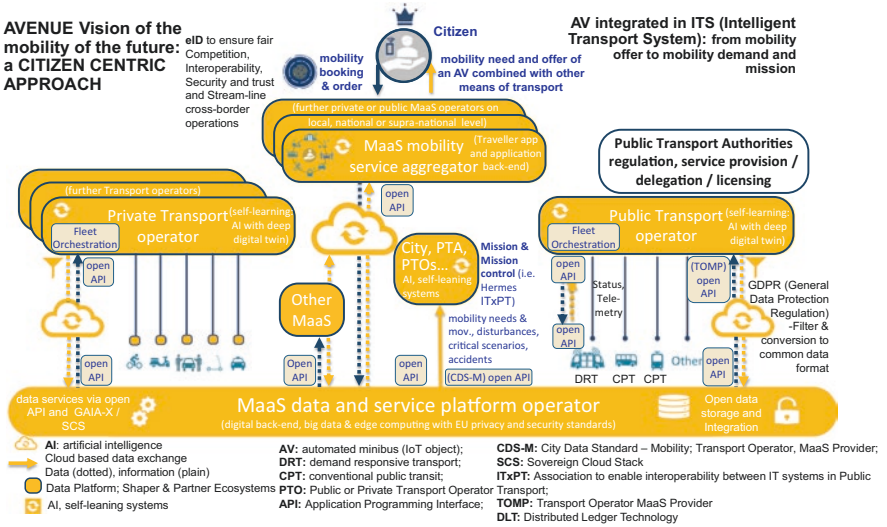 AVENUE Vision of the
mobility of the future:
a CITIZEN CENTRIC
APPROACH
eID to ensure fair
Competition,
Interoperability,
Security and trust
and Stream-line
cross-border
operations
Citizen
mobility
booking
& order
mobility need and offer of
an AV combined with other
means of transport
AV integrated in ITS (Intelligent
Transport System): from mobility
offer to mobility demand and
mission
(further private or public MaaS operators on
local, national or supra-national level)
MaaS mobility
service aggregator
(Traveller app
and application
back-end)
Public Transport Authorities
regulation, service provision /
delegation / licensing
(further Transport operators)
Private Transport
operator
(self-learning:
AI with deep
digital twin)
Fleet
Orchestration
open
API
open
API
open
API
Other
MaaS
Open
API
City, PTA,
PTOs...
AI, self-leaning
systems
open
API
Mission &
Mission
control (i.e.
Hermes
ITxPT)
mobility needs &
mov., disturbances,
critical scenarios,
accidents
(CDS-M) open API
Public Transport
operator
(self-learning:
AI with deep
digital twin)
Fleet
Orchestration
open
API
open
API
Status,
Tele-
metry
(TOMP)
open
API
GDPR (General
Data Protection
Regulation)
-Filter &
conversion to
common data
format
Other
open
API
DRT CPT CPT
data services via open
API and GAIA-X /
SCS
MaaS data and service platform operator
(digital back-end, big data & edge computing with EU privacy and security standards)
Open data
storage and
Integration
AI: artificial intelligence
Cloud based data exchange
Data (dotted), information (plain)
Data Platform; Shaper & Partner Ecosystems
AI, self-leaning systems
AV: automated minibus (IoT object);
DRT: demand responsive transport;
CPT: conventional public transit;
PTO: Public or Private Transport Operator
API: Application Programming Interface;
CDS-M: City Data Standard – Mobility; Transport Operator, MaaS Provider;
SCS: Sovereign Cloud Stack
ITxPT: Association to enable interoperability between IT systems in Public
Transport;
TOMP: Transport Operator MaaS Provider
DLT: Distributed Ledger Technology